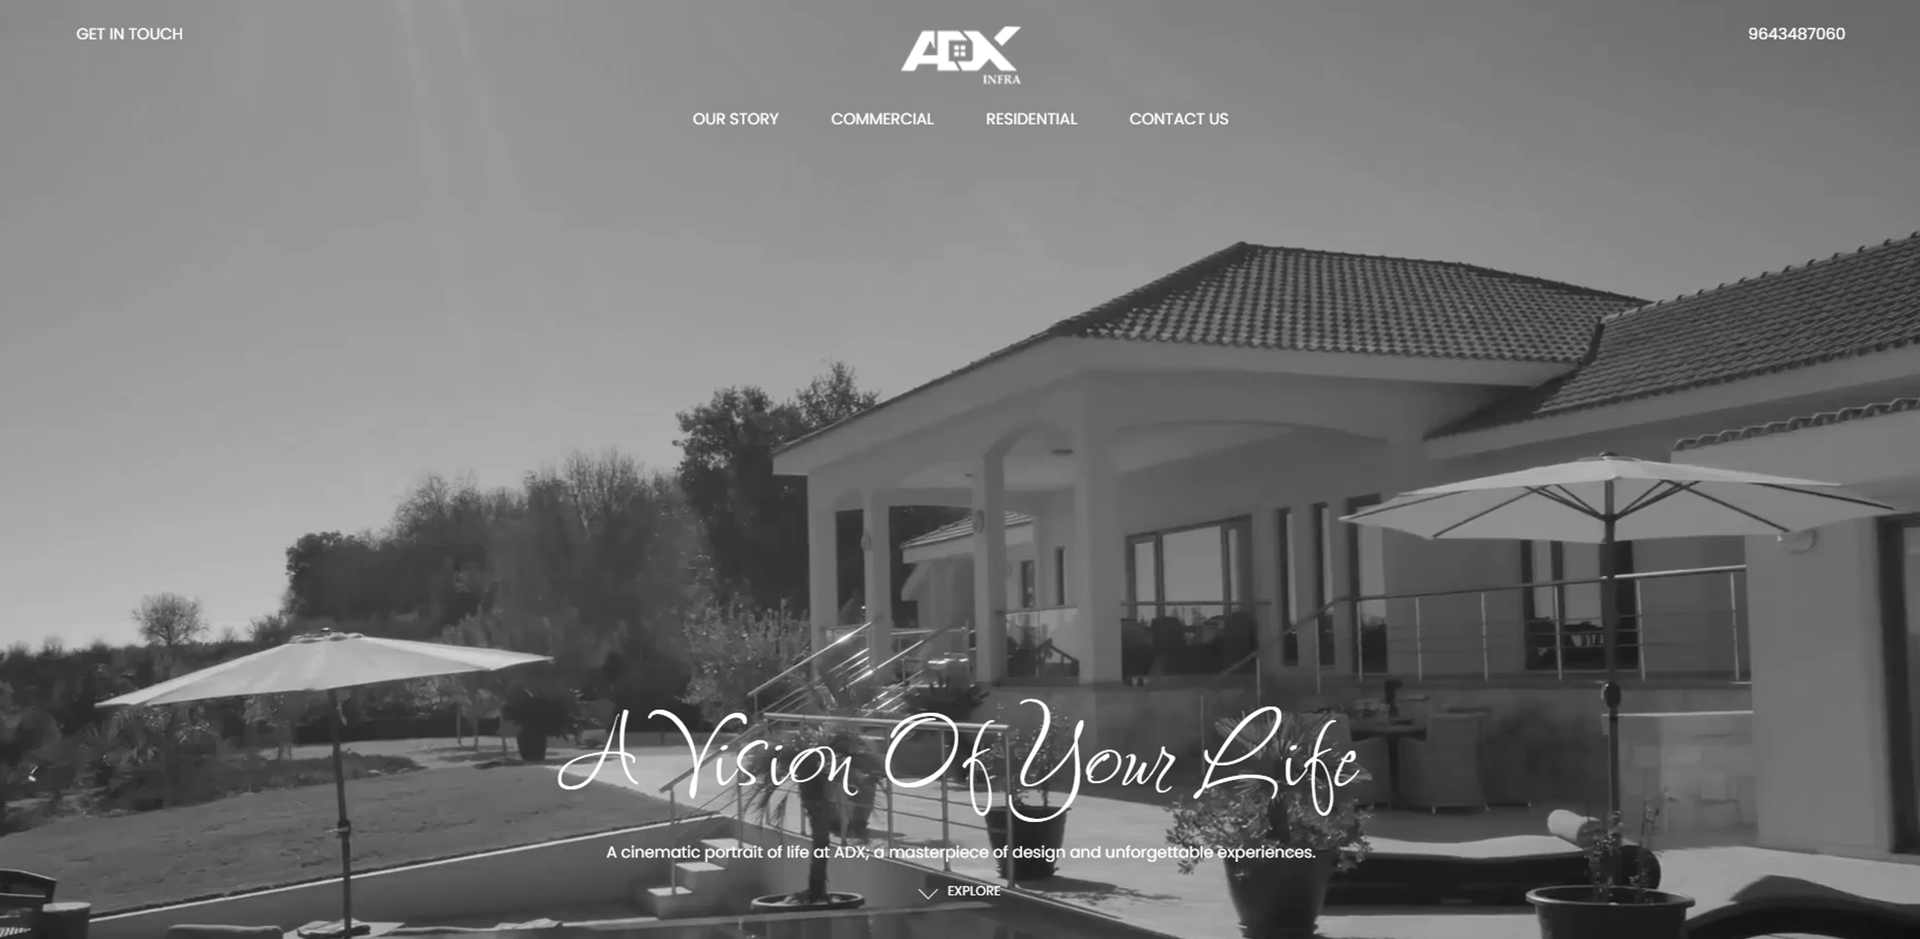 GET IN TOUCH
ADX
INFRA
9643487060
OUR STORY COMMERCIAL RESIDENTIAL CONTACT US
A Vision Of Your Life
A cinematic portrait of life at ADX; a masterpiece of design and unforgettable experiences.
EXPLORE